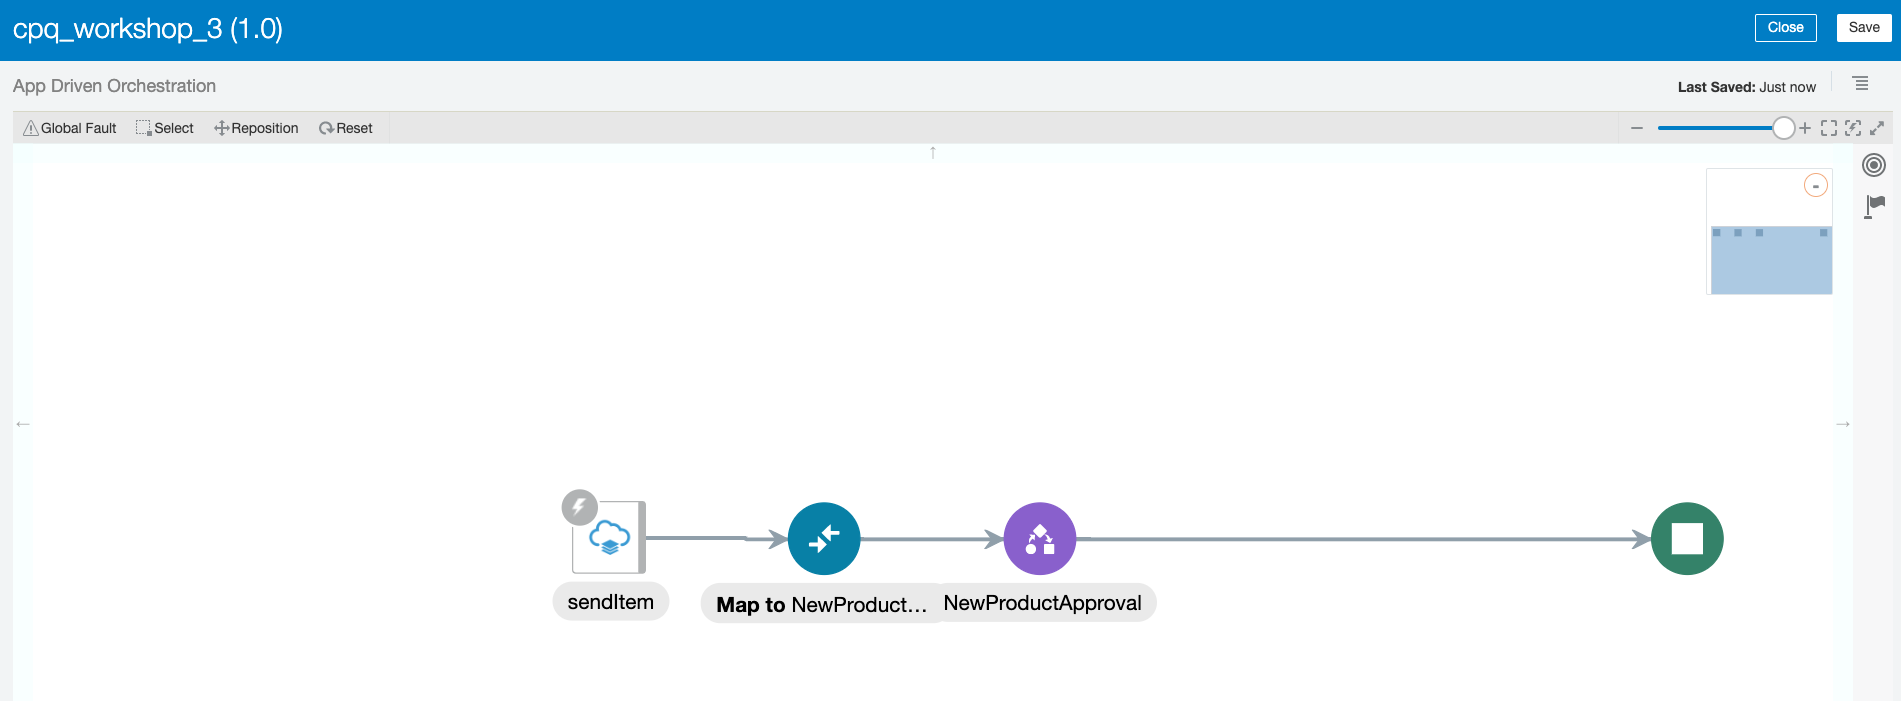 cpq_workshop_3 (1.0)
Close
Save
App Driven Orchestration
Last Saved: Just now
Global Fault
Select
Reposition
Reset
sendItem
Map to NewProduct...
NewProductApproval